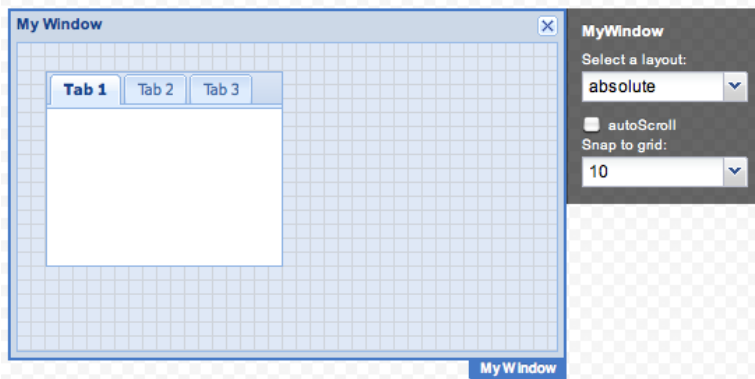 My Window
Tab 1 Tab 2 Tab 3
My Window
MyWindow
Select a layout:
absolute
autoScroll
Snap to grid:
10